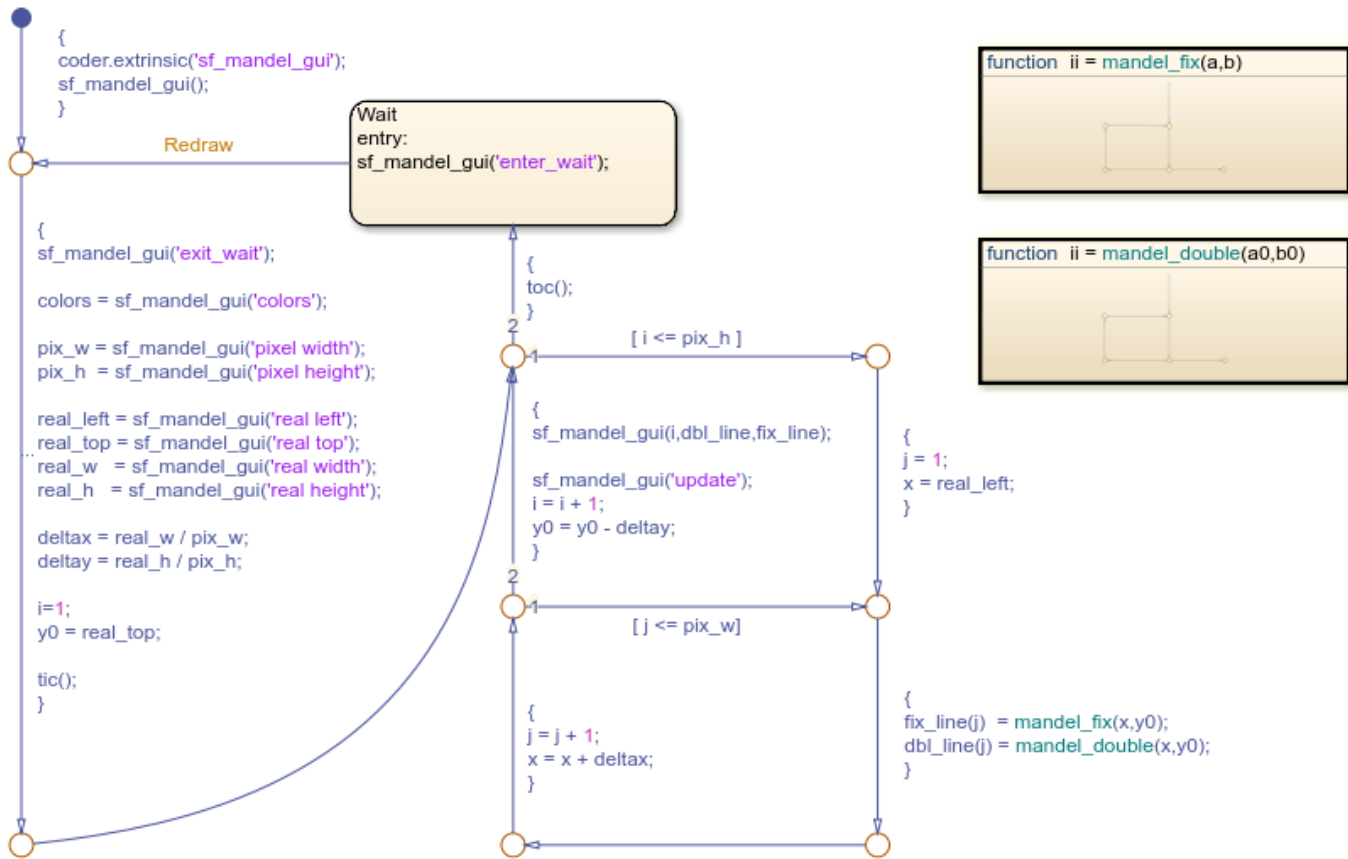 {
coder.extrinsic('sf_mandel_gui');
sf_mandel_gui();
}
Redraw
Wait
entry:
sf_mandel_gui('enter_wait');
function ii = mandel_fix(a,b)
function ii = mandel_double(a0,b0)
{
sf_mandel_gui('exit_wait');
colors = sf_mandel_gui('colors');
pix_w = sf_mandel_gui('pixel width');
pix_h = sf_mandel_gui('pixel height');
real_left = sf_mandel_gui('real left');
real_top = sf_mandel_gui('real top');
real_w = sf_mandel_gui('real width');
real_h = sf_mandel_gui('real height');
deltax = real_w / pix_w;
deltay = real_h / pix_h;
i=1;
y0 = real_top;
tic();
}
{
toc();
}
2
1
[ i <= pix_h ]
{
sf_mandel_gui(i,dbl_line,fix_line);
sf_mandel_gui('update');
i = i + 1;
y0 = y0 - deltay;
}
{
j = 1;
x = real_left;
}
2
1
[ j <= pix_w]
{
j = j + 1;
x = x + deltax;
}
{
fix_line(j) = mandel_fix(x,y0);
dbl_line(j) = mandel_double(x,y0);
}